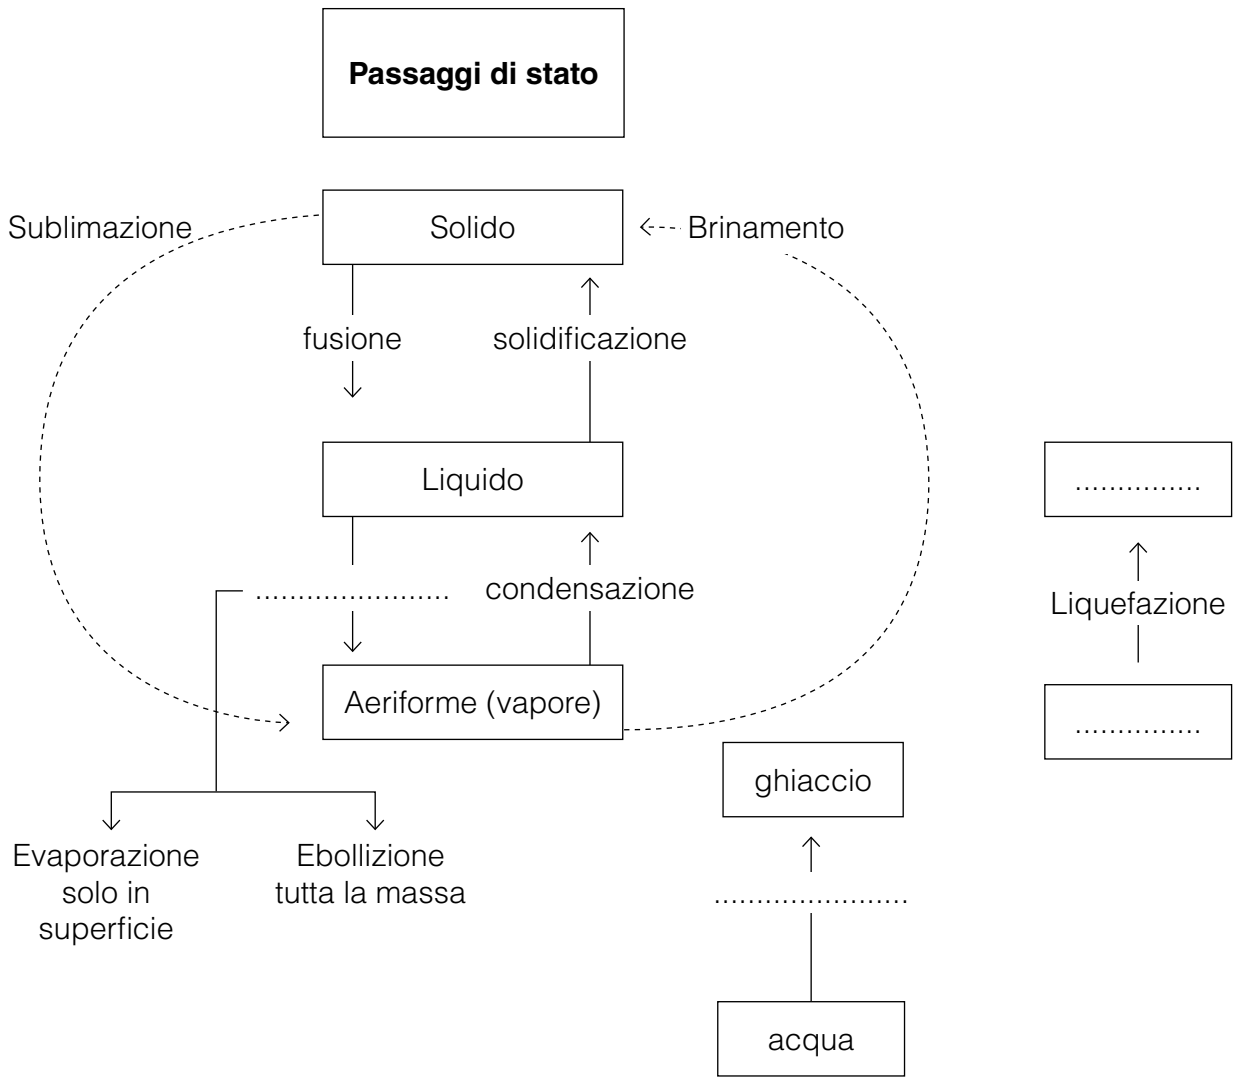 Passaggi di stato
Sublimazione
Solido
Brinamento
fusione
solidificazione
Liquido
...............
.......................
condensazione
Liquefazione
Aeriforme (vapore)
...............
ghiaccio
Evaporazione
solo in
superficie
Ebollizione
tutta la massa
.......................
acqua